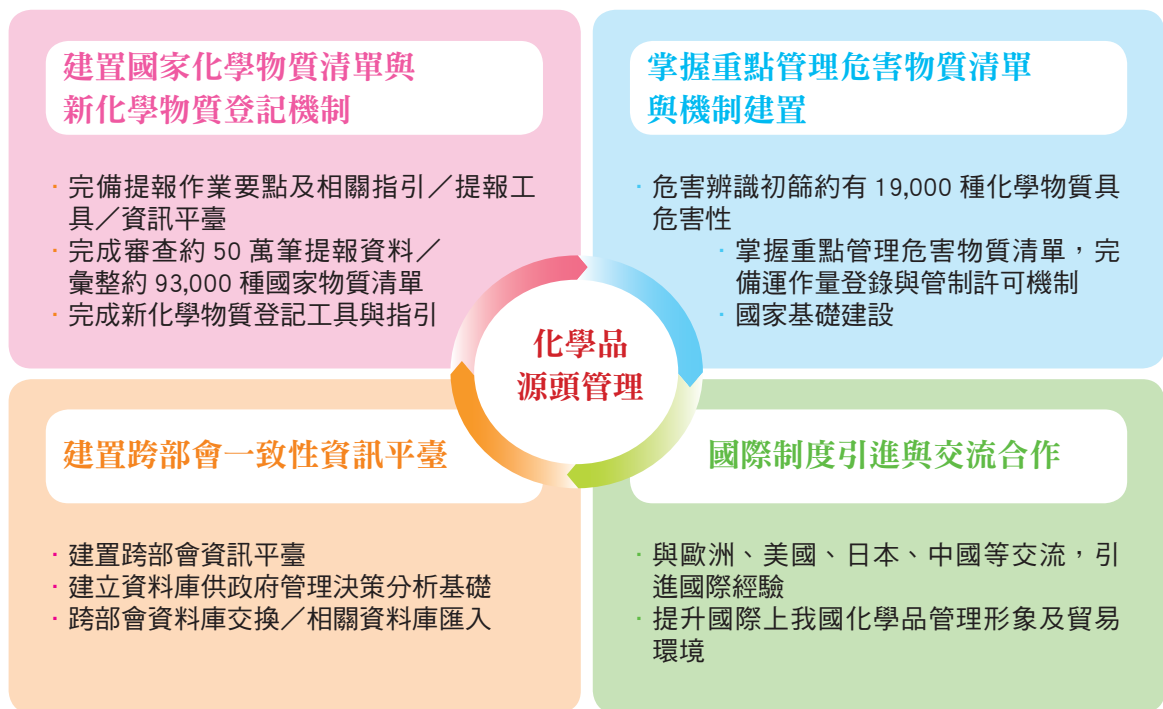 建置國家化學物質清單與
新化學物質登記機制
· 完備提報作業要點及相關指引／提報工
具／資訊平臺
· 完成審查約 50 萬筆提報資料／
彙整約 93,000 種國家物質清單
· 完成新化學物質登記工具與指引
掌握重點管理危害物質清單
與機制建置
· 危害辨識初篩約有 19,000 種化學物質具
危害性
· 掌握重點管理危害物質清單，完
備運作量登錄與管制許可機制
· 國家基礎建設
化學品
源頭管理
建置跨部會一致性資訊平臺
· 建置跨部會資訊平臺
· 建立資料庫供政府管理決策分析基礎
· 跨部會資料庫交換／相關資料庫匯入
國際制度引進與交流合作
· 與歐洲、美國、日本、中國等交流，引
進國際經驗
· 提升國際上我國化學品管理形象及貿易
環境